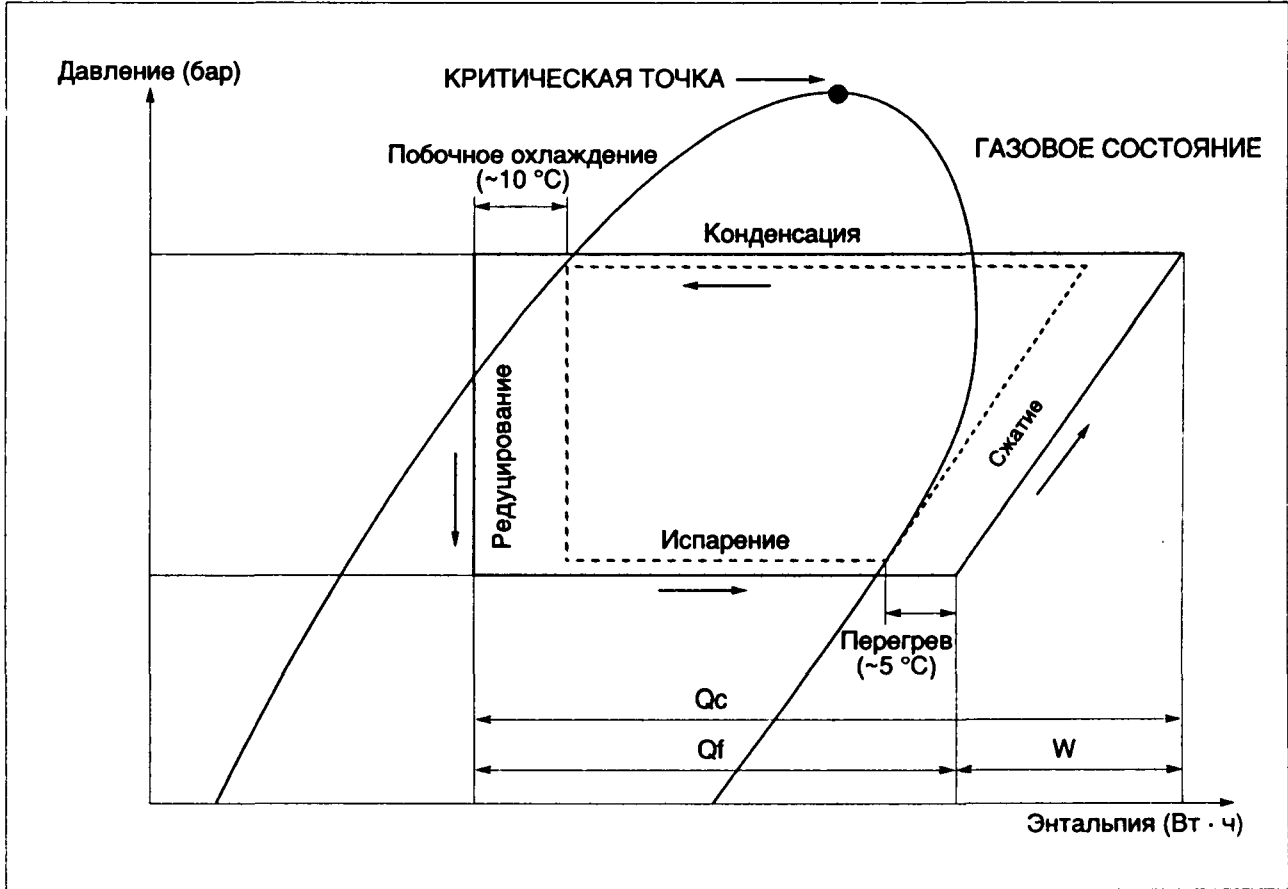 Давление (бар)
КРИТИЧЕСКАЯ ТОЧКА
ГАЗОВОЕ СОСТОЯНИЕ
Побочное охлаждение
(~10 °C)
Конденсация
Редуцирование
Сжатие
Испарение
Перегрев
(~5 °C)
Qc
Qf
W
Энтальпия (Вт · ч)